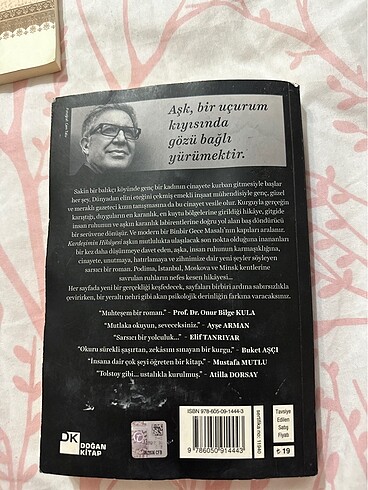 Aşk, bir uçurum
kıyısında
gözü bağlı
yürümektir.
Sakin bir balıkçı köyünde genç bir kadının cinayete kurban gitmesiyle başlar
her şey. Dünyadan elini eteğini çekmiş emekli inşaat mühendisiyle genç, güzel
ve meraklı gazeteci kızın tanışmasına da bu cinayet vesile olur. Kurguyla gerçeğin
karıştığı, duyguların en karanlık, en kuytu bölgelerine girildiği hikâye, gitgide
insan ruhunun ve aşkın karanlık labirentlerine doğru yol alan baş döndürücü
bir serüvene dönüşür. Ve modern bir Binbir Gece Masalı'nın kapıları aralanır.
Kardeşimin Hikâyesi aşkın mutlulukta ulaşılacak son nokta olduğuna inananları
bir kez daha düşünmeye davet eden, aşka, insan ruhunun karmaşıklığına,
cinayete, unutmaya, hatırlamaya ve zihnimize dair yeni şeyler söyleyen
sarsıcı bir roman. Podima, İstanbul, Moskova ve Minsk kentlerine
savrulan ruhların nefes kesen hikâyesi...
Her sayfada yeni bir gerçekliği keşfedecek, sayfaları birbiri ardına sabırsızlıkla
çevirirken, bir yeraltı nehri gibi akan psikolojik derinliğin farkına varacaksınız.
"Muhteşem bir roman." - Prof. Dr. Onur Bilge KULA
"Mutlaka okuyun, seveceksiniz." - Ayşe ARMAN
"Sarsıcı bir yolculuk..." - Elif TANRIYAR
"Okuru sürekli şaşırtan, zekâsını sınayan bir kurgu." - Buket AŞÇI
"İnsana dair çok şeyi öğreten bir kitap." - Mustafa MUTLU
"Tolstoy gibi... ustalıkla kurulmuş." - Atilla DORSAY
DK
DOĞAN
KİTAP
ISBN 978-605-09-1444-3
9 786050 914443
sertifika no: 11940
Tavsiye
Edilen
Satış
Fiyatı
₺ 19